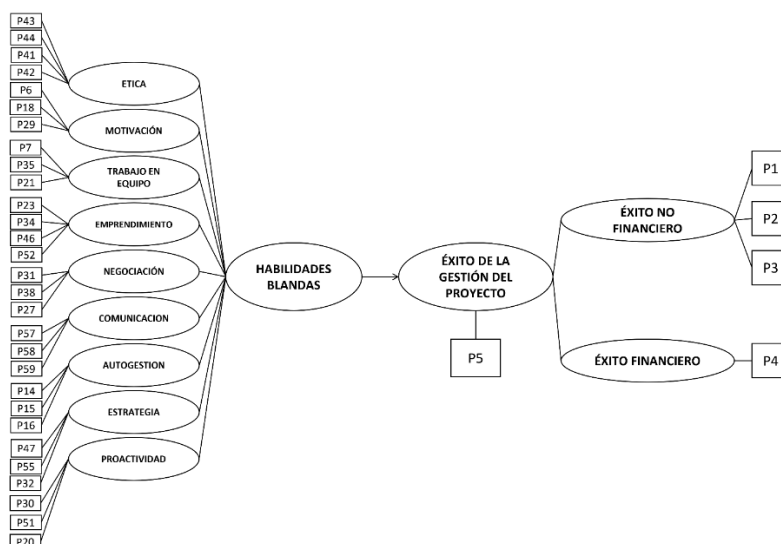 P43
P44
P41
P42
P6
P18
P29
P7
P35
P21
P23
P34
P46
P52
P31
P38
P27
P57
P58
P59
P14
P15
P16
P47
P55
P32
P30
P51
P20
ETICA
MOTIVACIÓN
TRABAJO EN
EQUIPO
EMPRENDIMIENTO
NEGOCIACIÓN
COMUNICACION
AUTOGESTION
ESTRATEGIA
PROACTIVIDAD
HABILIDADES
BLANDAS
ÉXITO DE LA
GESTIÓN DEL
PROYECTO
P5
ÉXITO NO
FINANCIERO
ÉXITO FINANCIERO
P1
P2
P3
P4